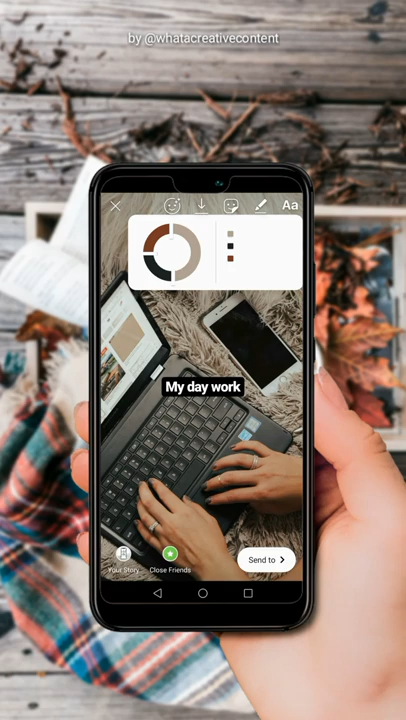 by @whatacreativecontent
Aa
My day work
Your Story
Close Friends
Send to